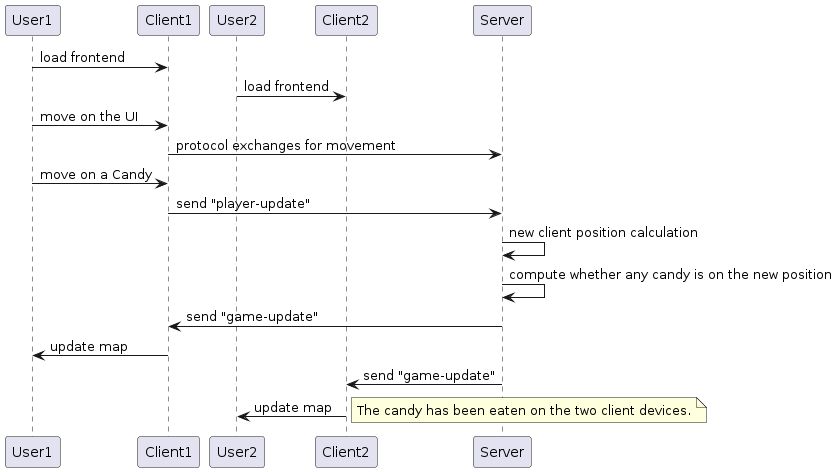 User1 Client1 User2 Client2 Server
load frontend
load frontend
move on the UI
protocol exchanges for movement
move on a Candy
send "player-update"
new client position calculation
compute whether any candy is on the new position
send "game-update"
update map
send "game-update"
update map
The candy has been eaten on the two client devices.
User1 Client1 User2 Client2 Server